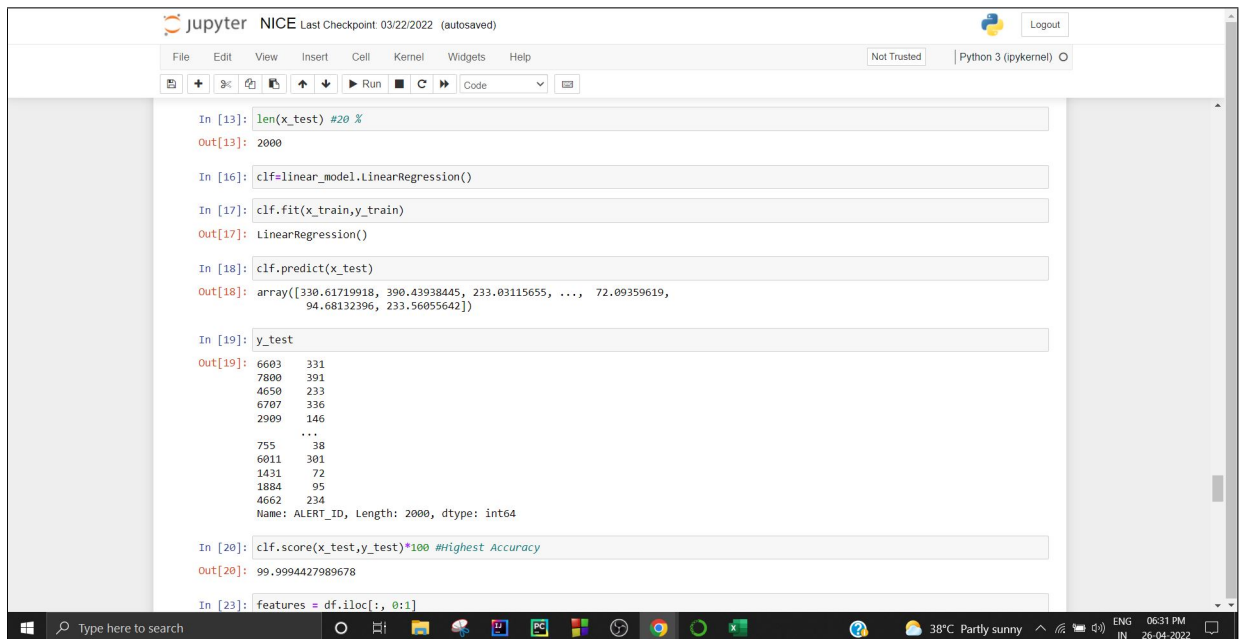 jupyter NICE Last Checkpoint: 03/22/2022 (autosaved)
Logout
File Edit View Insert Cell Kernel Widgets Help
Not Trusted
Python 3 (ipykernel)
Run
Code
In [13]: len(x_test) #20 %
Out[13]: 2000
In [16]: clf=linear_model.LinearRegression()
In [17]: clf.fit(x_train,y_train)
Out[17]: LinearRegression()
In [18]: clf.predict(x_test)
Out[18]: array([330.61719918, 390.43938445, 233.03115655, ..., 72.09359619,
94.68132396, 233.56055642])
In [19]: y_test
Out[19]: 6603 331
7800 391
4650 233
6707 336
2909 146
...
755 38
6011 301
1431 72
1884 95
4662 234
Name: ALERT_ID, Length: 2000, dtype: int64
In [20]: clf.score(x_test,y_test)*100 #Highest Accuracy
Out[20]: 99.9994427989678
In [23]: features = df.iloc[:, 0:1]
Type here to search
38°C Partly sunny
ENG
IN
06:31 PM
26-04-2022